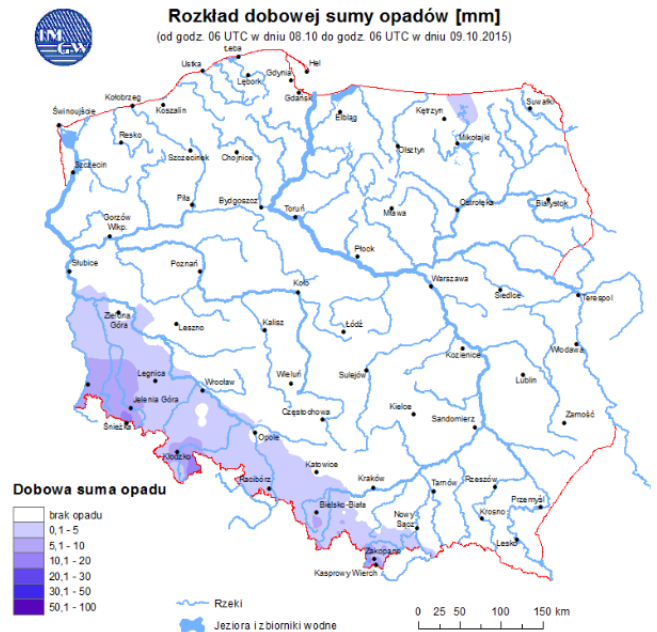 IM
GW
Rozkład dobowej sumy opadów [mm]
(od godz. 06 UTC w dniu 08.10 do godz. 06 UTC w dniu 09.10.2015)
Łeba
Hel
Ustka
Lębork
Gdynia
Gdańsk
Kołobrzeg
Koszalin
Świnoujście
Elbląg
Kętrzyn
Suwałki
Resko
Mikołajki
Szczecin
Szczecinek
Chojnice
Olsztyn
Piła
Bydgoszcz
Toruń
Mława
Ostrołęka
Białystok
Gorzów
Wlkp.
Płock
Słubice
Poznań
Koło
Warszawa
Siedlce
Terespol
Zielona
Góra
Leszno
Kalisz
Łódź
Kozienice
Włodawa
Legnica
Wrocław
Wieluń
Sulejów
Lublin
Jelenia Góra
Śnieżka
Częstochowa
Kielce
Sandomierz
Zamość
Kłodzko
Opole
Racibórz
Katowice
Kraków
Tarnów
Rzeszów
Przemyśl
Bielsko-Biała
Nowy
Sącz
Krosno
Lesko
Zakopane
Kasprowy Wierch
Dobowa suma opadu
brak opadu
0,1 - 5
5,1 - 10
10,1 - 20
20,1 - 30
30,1 - 50
50,1 - 100
Rzeki
Jeziora i zbiorniki wodne
0 25 50 100 150 km